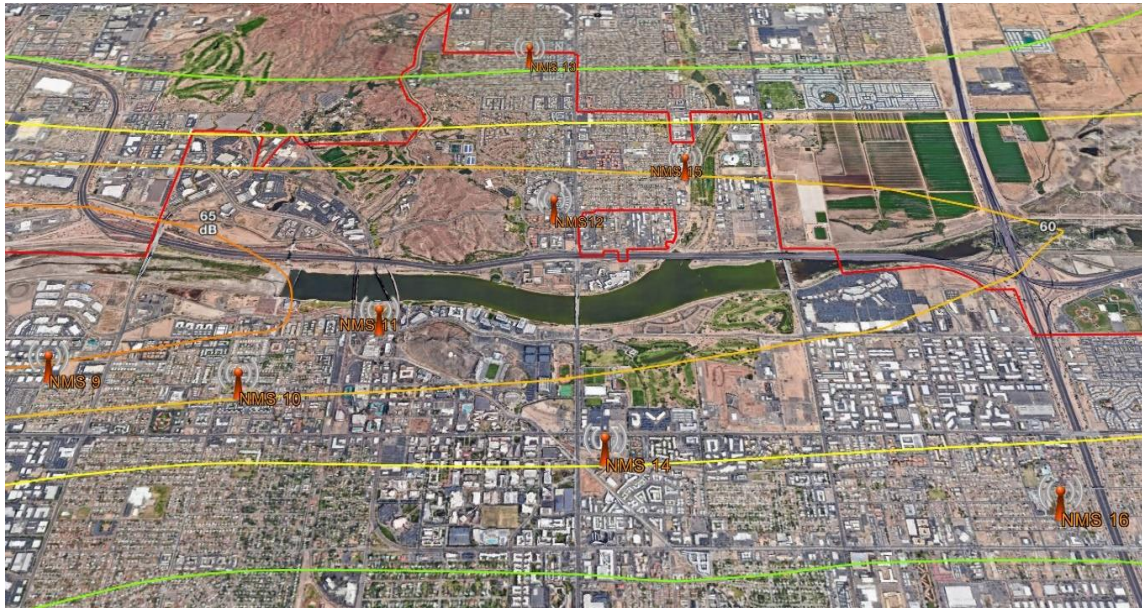 NMS 13
NMS 15
NMS12
65
dB
60
NMS 11
NMS 9
NMS 10
NMS 14
NMS 16